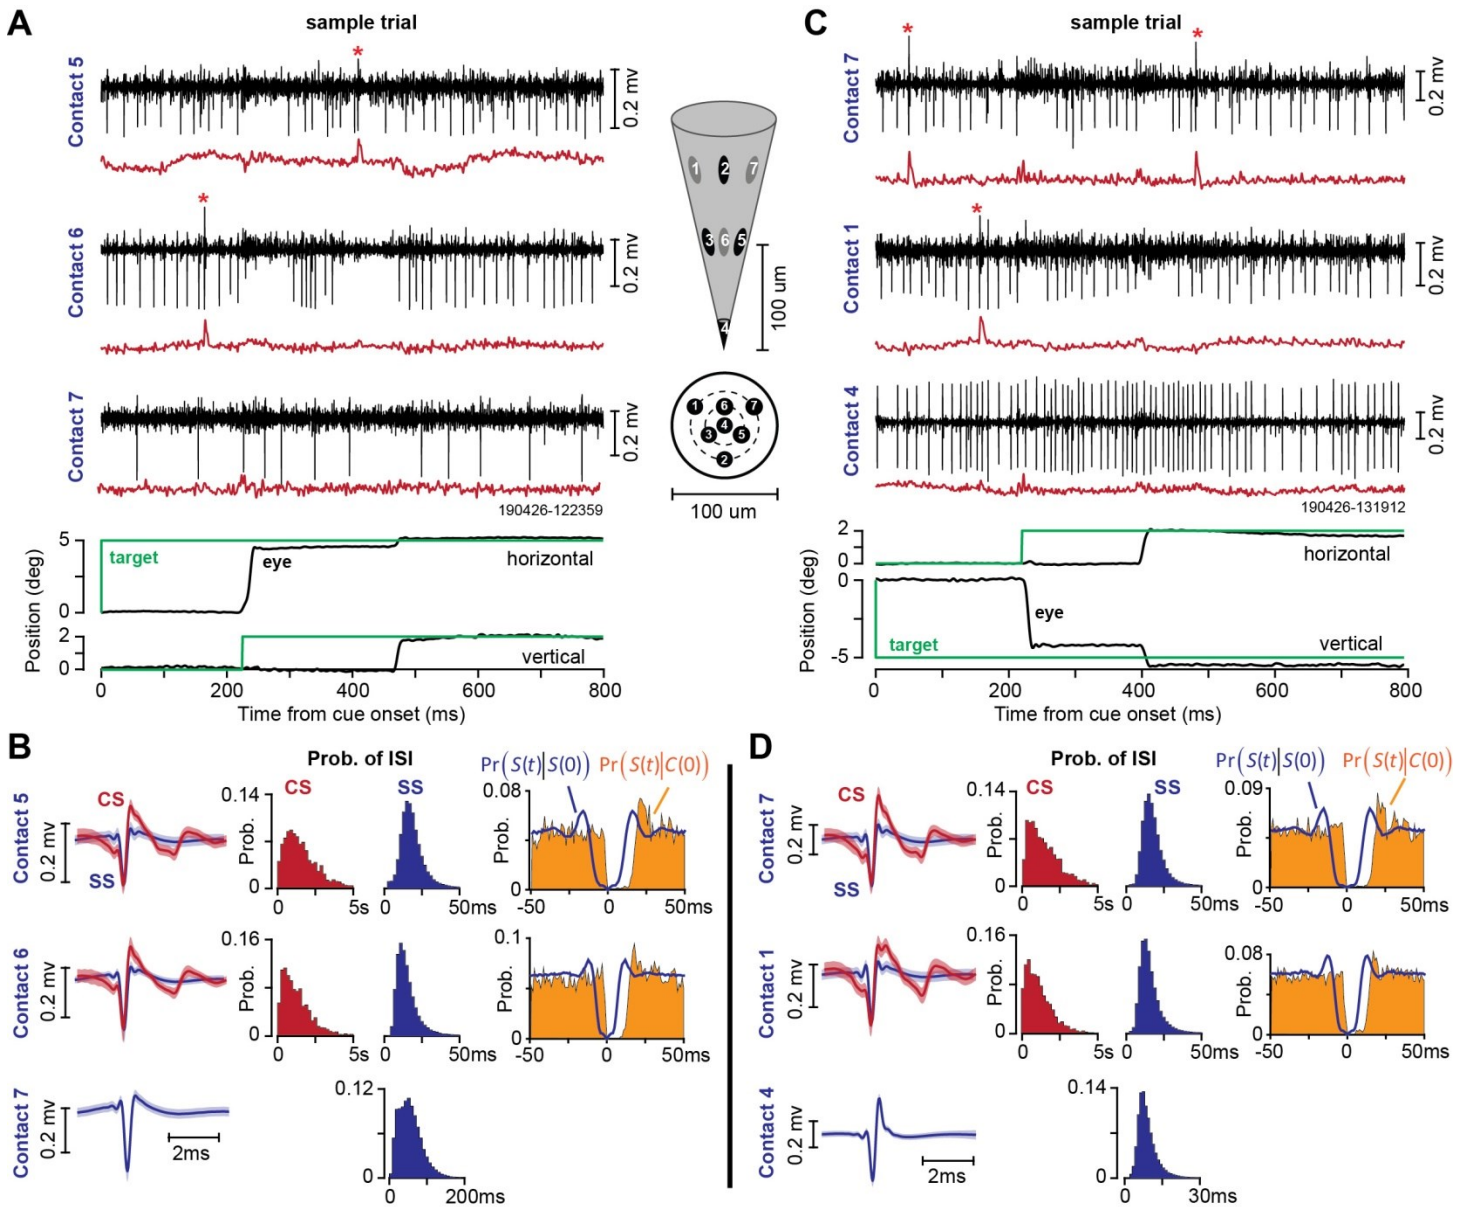 A
sample trial
Contact 5
*
0.2 mv
Contact 6
*
0.2 mv
Contact 7
0.2 mv
190426-122359
Position (deg)
5
0
target
eye
horizontal
2
0
vertical
0 200 400 600 800
Time from cue onset (ms)
1 2 7
3 6 5
4
100 um
1 6 7
4
3 5
2
100 um
C
sample trial
Contact 7
* *
0.2 mv
Contact 1
*
0.2 mv
Contact 4
0.2 mv
190426-131912
Position (deg)
2
0
horizontal
0
-5
eye
target
vertical
0 200 400 600 800
Time from cue onset (ms)
B
Prob. of ISI
Pr(S(t)|S(0)) Pr(S(t)|C(0))
Contact 5
0.2 mv
CS
SS
CS
SS
Prob.
0.14
0
0 5s
0 50ms
Prob.
0.08
0
-50 0 50ms
Contact 6
0.2 mv
Prob.
0.16
0
0 5s
0 50ms
Prob.
0.1
0
-50 0 50ms
Contact 7
0.2 mv
2ms
0.12
0
0 200ms
D
Prob. of ISI
Pr(S(t)|S(0)) Pr(S(t)|C(0))
Contact 7
0.2 mv
CS
SS
CS
SS
Prob.
0.14
0
0 5s
0 50ms
Prob.
0.09
0
-50 0 50ms
Contact 1
0.2 mv
Prob.
0.16
0
0 5s
0 50ms
Prob.
0.08
0
-50 0 50ms
Contact 4
0.2 mv
2ms
0.14
0
0 30ms